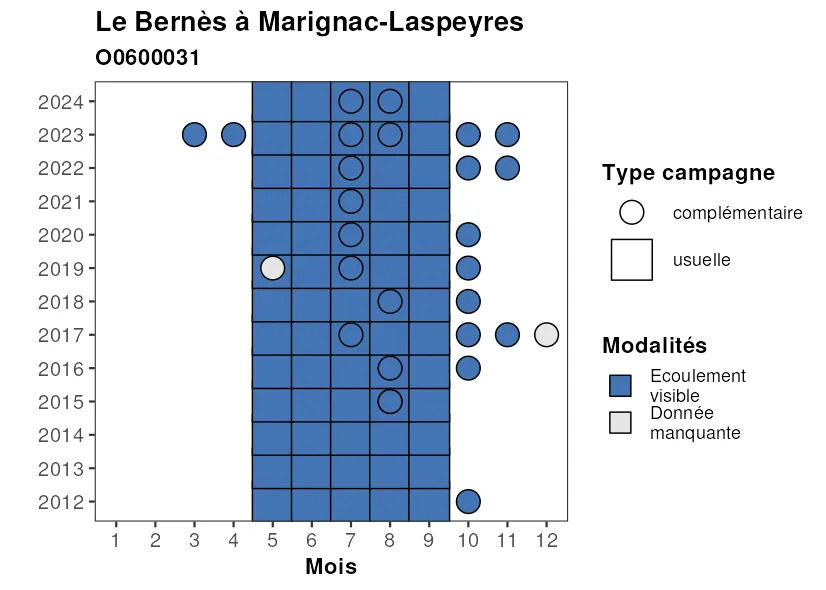 Le Bernès à Marignac-Laspeyres
O0600031
2024
2023
2022
2021
2020
2019
2018
2017
2016
2015
2014
2013
2012
1 2 3 4 5 6 7 8 9 10 11 12
Mois
Type campagne
complémentaire
usuelle
Modalités
Ecoulement
visible
Donnée
manquante